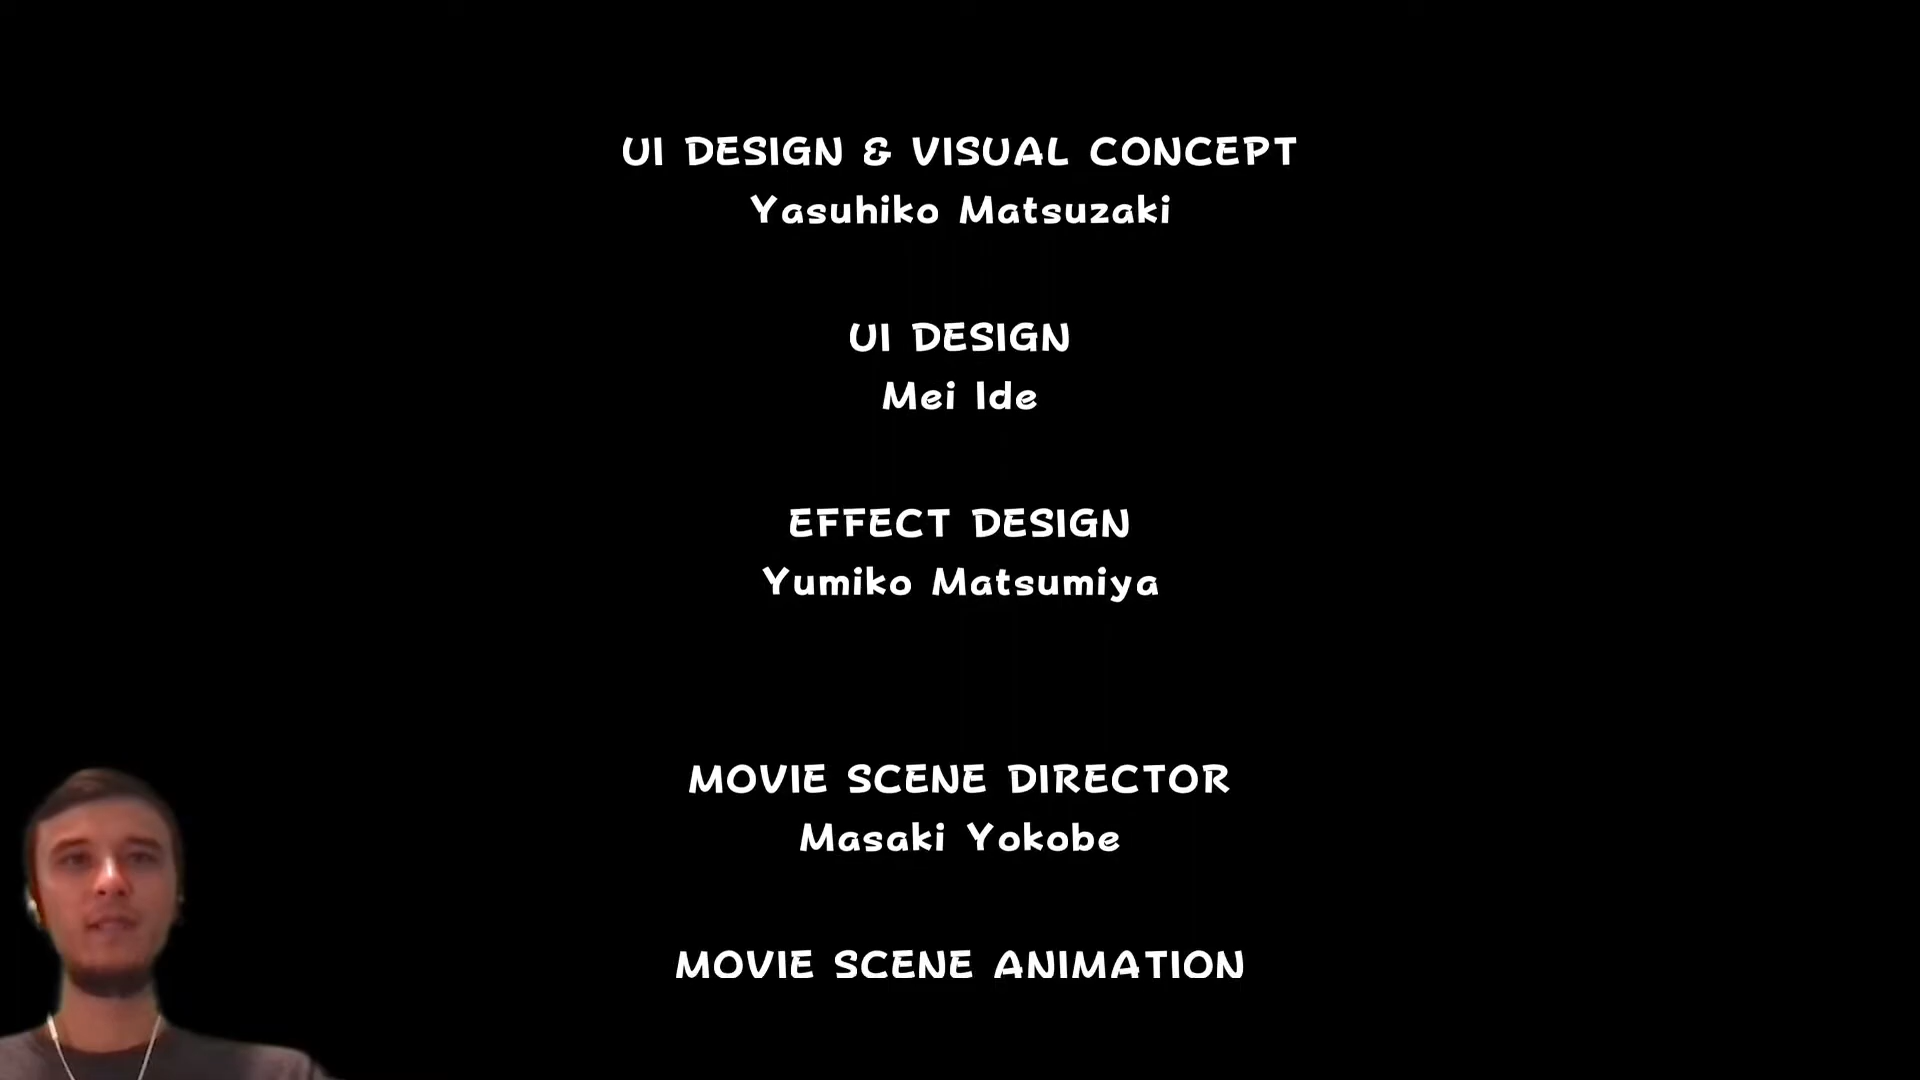 UI DESIGN & VISUAL CONCEPT
Yasuhiko Matsuzaki
UI DESIGN
Mei Ide
EFFECT DESIGN
Yumiko Matsumiya
MOVIE SCENE DIRECTOR
Masaki Yokobe
MOVIE SCENE ANIMATION